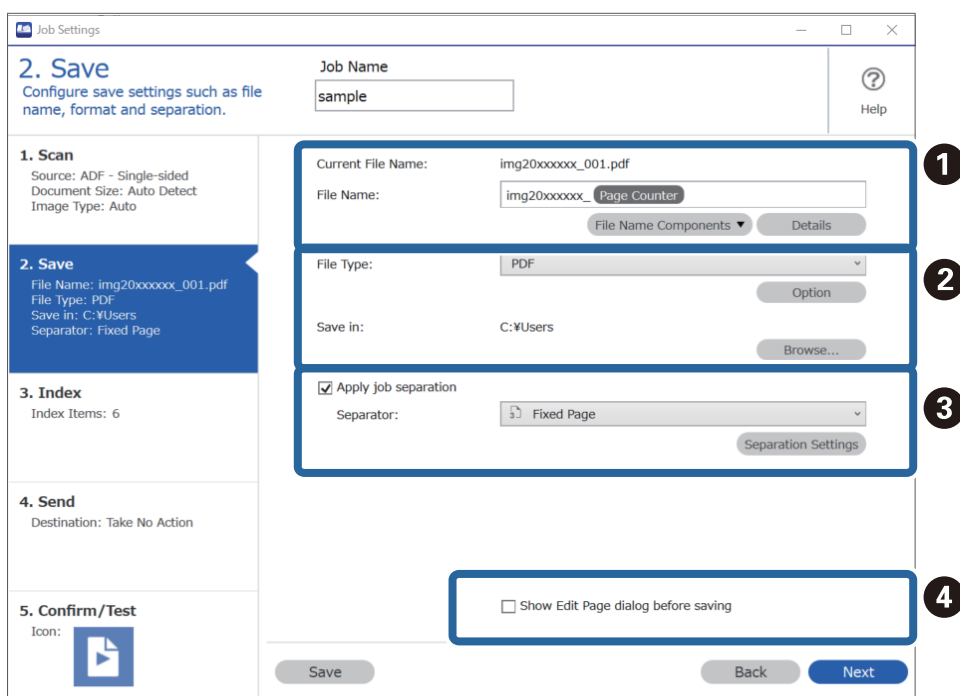 Job Settings
2. Save
Configure save settings such as file
name, format and separation.
Job Name
sample
Help
1. Scan
Source: ADF - Single-sided
Document Size: Auto Detect
Image Type: Auto
2. Save
File Name: img20xxxxxx_001.pdf
File Type: PDF
Save in: C:¥Users
Separator: Fixed Page
3. Index
Index Items: 6
4. Send
Destination: Take No Action
5. Confirm/Test
Icon:
Current File Name: img20xxxxxx_001.pdf
File Name: img20xxxxxx_ Page Counter
File Name Components ▼ Details
1
File Type: PDF
Option
Save in: C:¥Users
Browse...
2
Apply job separation
Separator: 3 Fixed Page
Separation Settings
3
Show Edit Page dialog before saving
4
Save Back Next